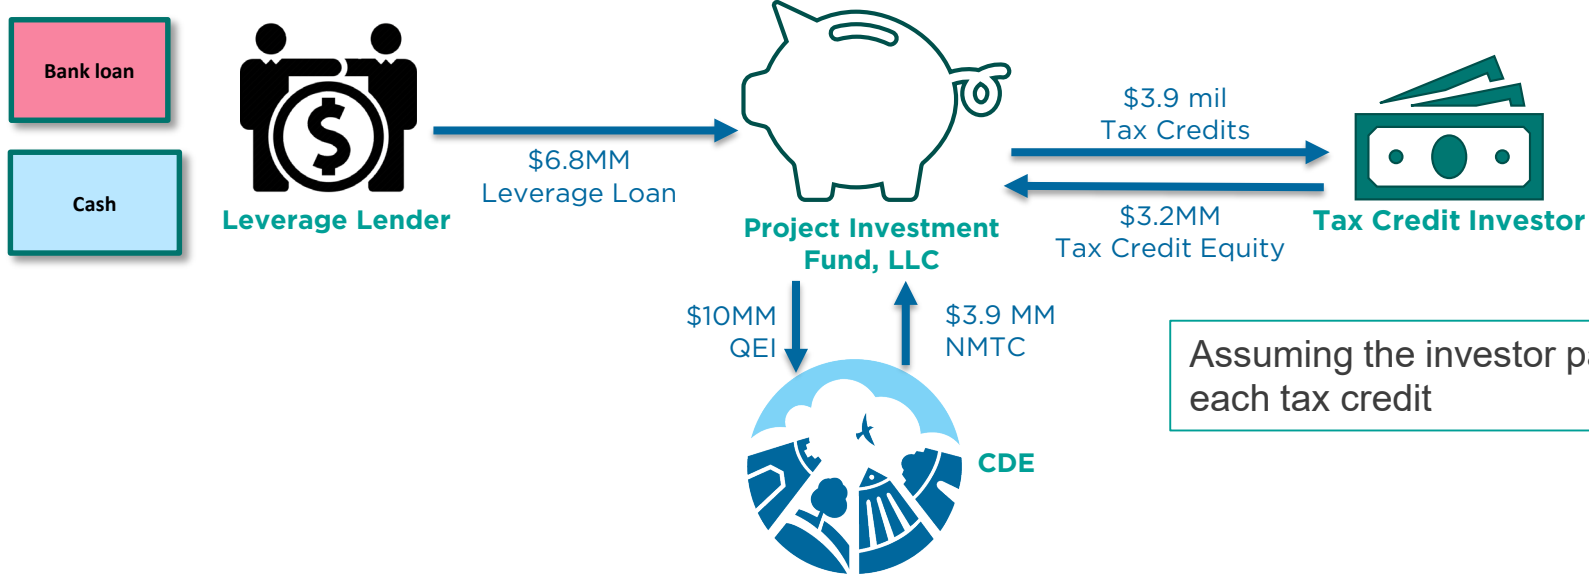 Bank loan
Cash
$
Leverage Lender
$6.8MM
Leverage Loan
Project Investment
Fund, LLC
$3.9 mil
Tax Credits
$3.2MM
Tax Credit Equity
Tax Credit Investor
$10MM
QEI
$3.9 MM
NMTC
CDE
Assuming the investor
each tax credit